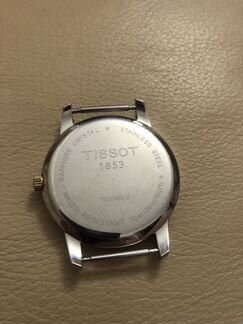 SAPPHIRE CRYSTAL
STAINLESS STEEL
TISSOT
1853
WATER RESISTANT